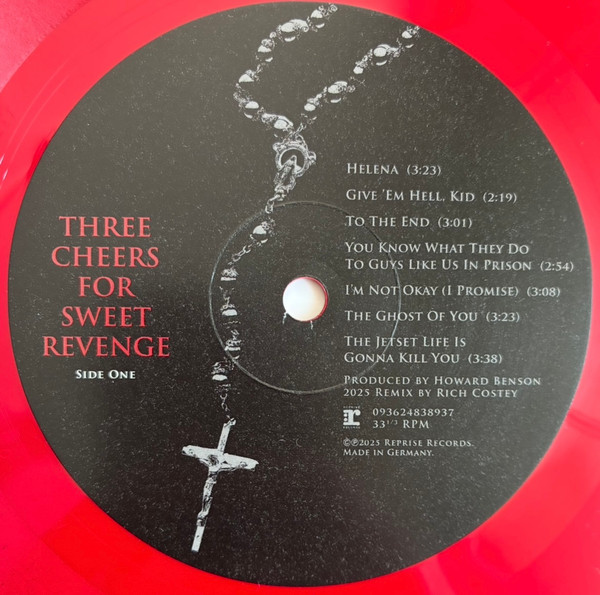 THREE
CHEERS
FOR
SWEET
REVENGE
SIDE ONE
HELENA (3:23)
GIVE 'EM HELL, KID (2:19)
TO THE END (3:01)
YOU KNOW WHAT THEY DO
TO GUYS LIKE US IN PRISON (2:54)
I'M NOT OKAY (I PROMISE) (3:08)
THE GHOST OF YOU (3:23)
THE JETSET LIFE IS
GONNA KILL YOU (3:38)
PRODUCED BY HOWARD BENSON
2025 REMIX BY RICH COSTEY
r
093624838937
33 1/3 RPM
©℗2025 REPRISE RECORDS.
MADE IN GERMANY.